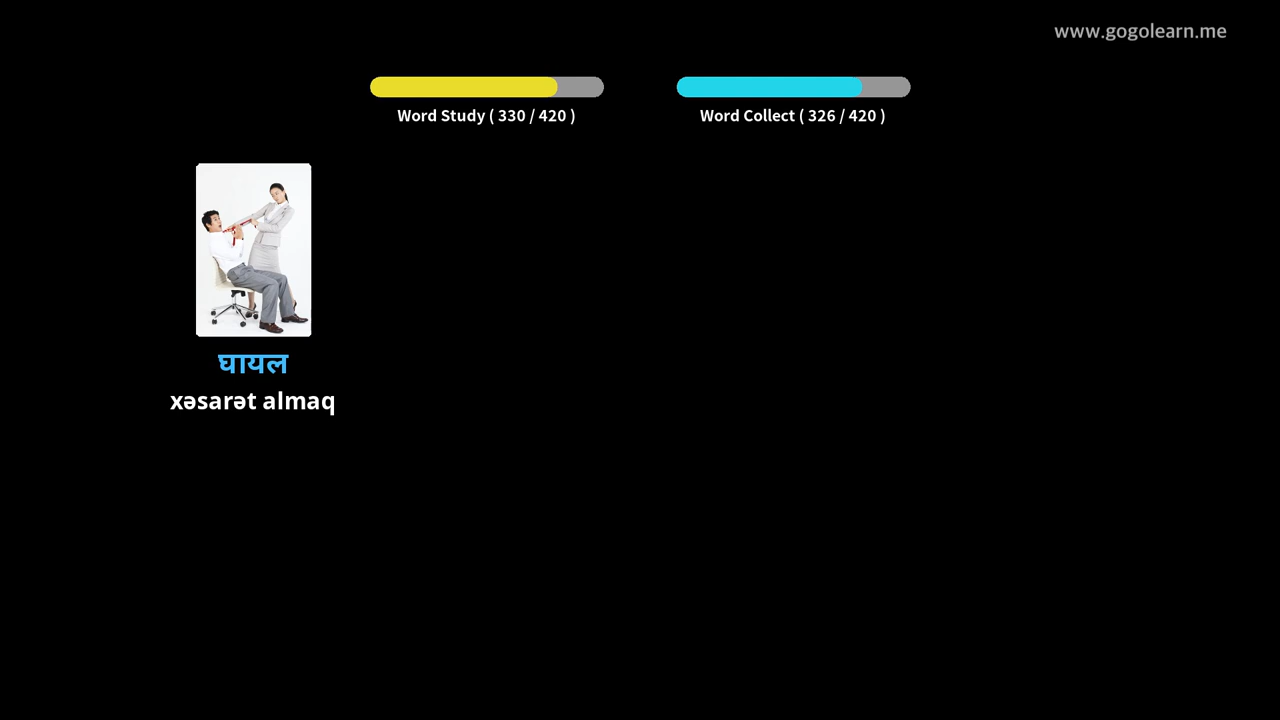 www.gogolearn.me
Word Study ( 330 / 420 )
Word Collect ( 326 / 420 )
घायल
xəsarət almaq